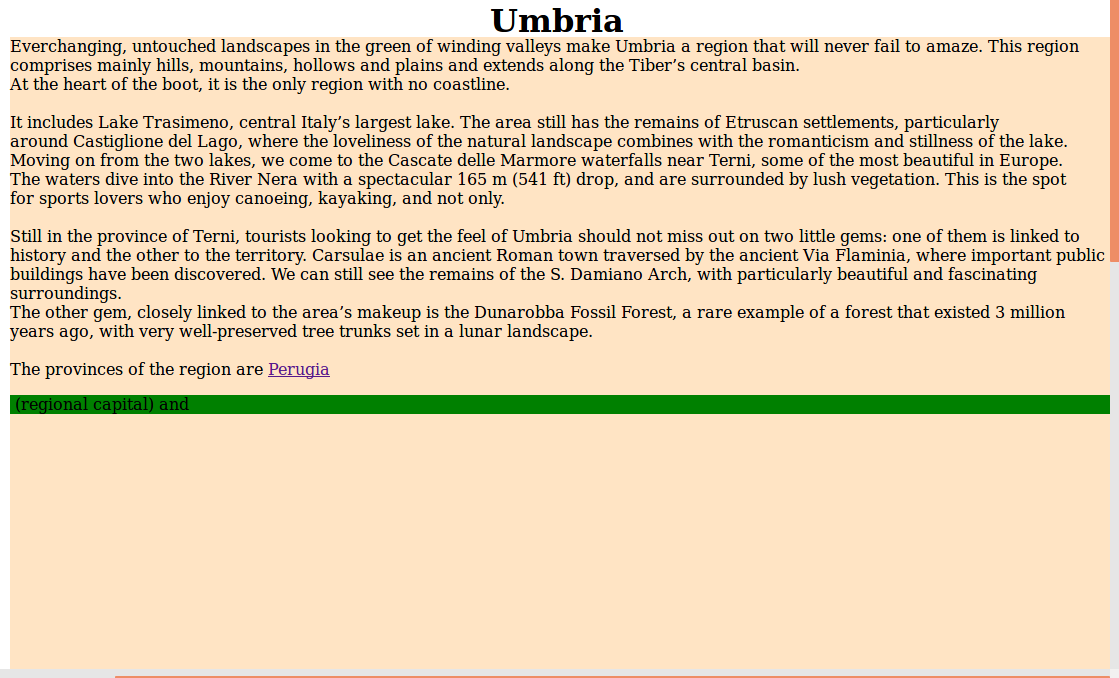 Umbria
Everchanging, untouched landscapes in the green of winding valleys make Umbria a region that will never fail to amaze. This region
comprises mainly hills, mountains, hollows and plains and extends along the Tiber’s central basin.
At the heart of the boot, it is the only region with no coastline.
It includes Lake Trasimeno, central Italy’s largest lake. The area still has the remains of Etruscan settlements, particularly
around Castiglione del Lago, where the loveliness of the natural landscape combines with the romanticism and stillness of the lake.
Moving on from the two lakes, we come to the Cascate delle Marmore waterfalls near Terni, some of the most beautiful in Europe.
The waters dive into the River Nera with a spectacular 165 m (541 ft) drop, and are surrounded by lush vegetation. This is the spot
for sports lovers who enjoy canoeing, kayaking, and not only.
Still in the province of Terni, tourists looking to get the feel of Umbria should not miss out on two little gems: one of them is linked to
history and the other to the territory. Carsulae is an ancient Roman town traversed by the ancient Via Flaminia, where important public
buildings have been discovered. We can still see the remains of the S. Damiano Arch, with particularly beautiful and fascinating
surroundings.
The other gem, closely linked to the area’s makeup is the Dunarobba Fossil Forest, a rare example of a forest that existed 3 million
years ago, with very well-preserved tree trunks set in a lunar landscape.
The provinces of the region are Perugia
(regional capital) and